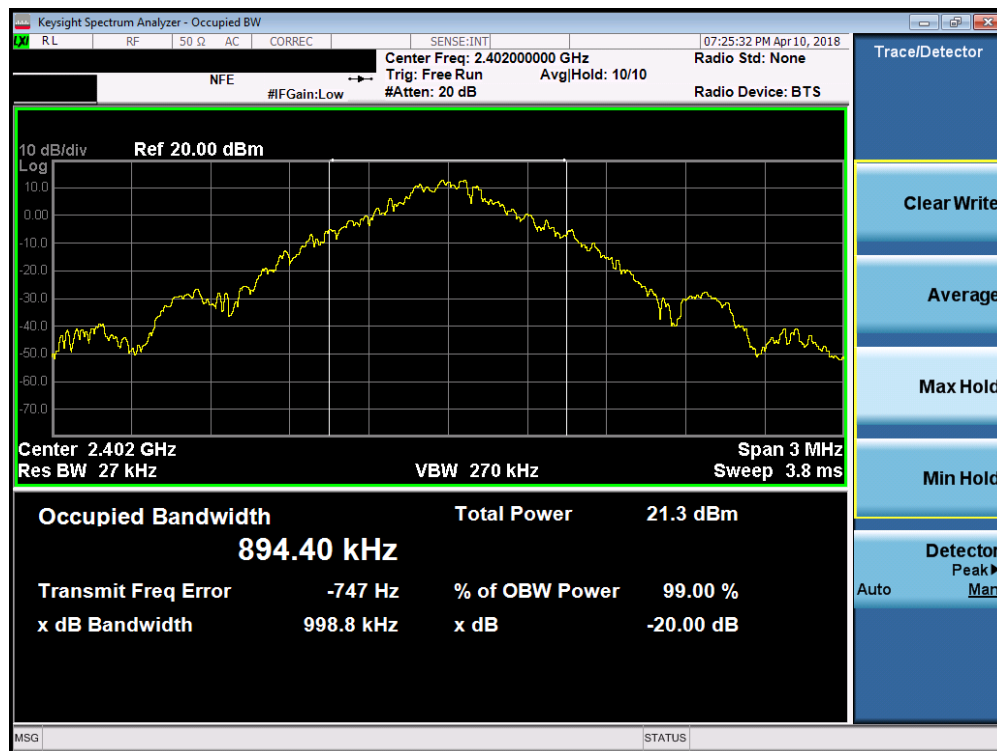 Keysight Spectrum Analyzer - Occupied BW
LXI RL RF 50 Ω AC CORREC SENSE:INT 07:25:32 PM Apr 10, 2018
Center Freq: 2.402000000 GHz Radio Std: None
NFE Trig: Free Run Avg|Hold: 10/10
#IFGain:Low #Atten: 20 dB Radio Device: BTS
Trace/Detector
10 dB/div Ref 20.00 dBm
Log
10.0
0.00
-10.0
-20.0
-30.0
-40.0
-50.0
-60.0
-70.0
Center 2.402 GHz Span 3 MHz
Res BW 27 kHz VBW 270 kHz Sweep 3.8 ms
Clear Write
Average
Max Hold
Min Hold
Detector
Peak▶
Auto Man
Occupied Bandwidth Total Power 21.3 dBm
894.40 kHz
Transmit Freq Error -747 Hz % of OBW Power 99.00 %
x dB Bandwidth 998.8 kHz x dB -20.00 dB
MSG STATUS